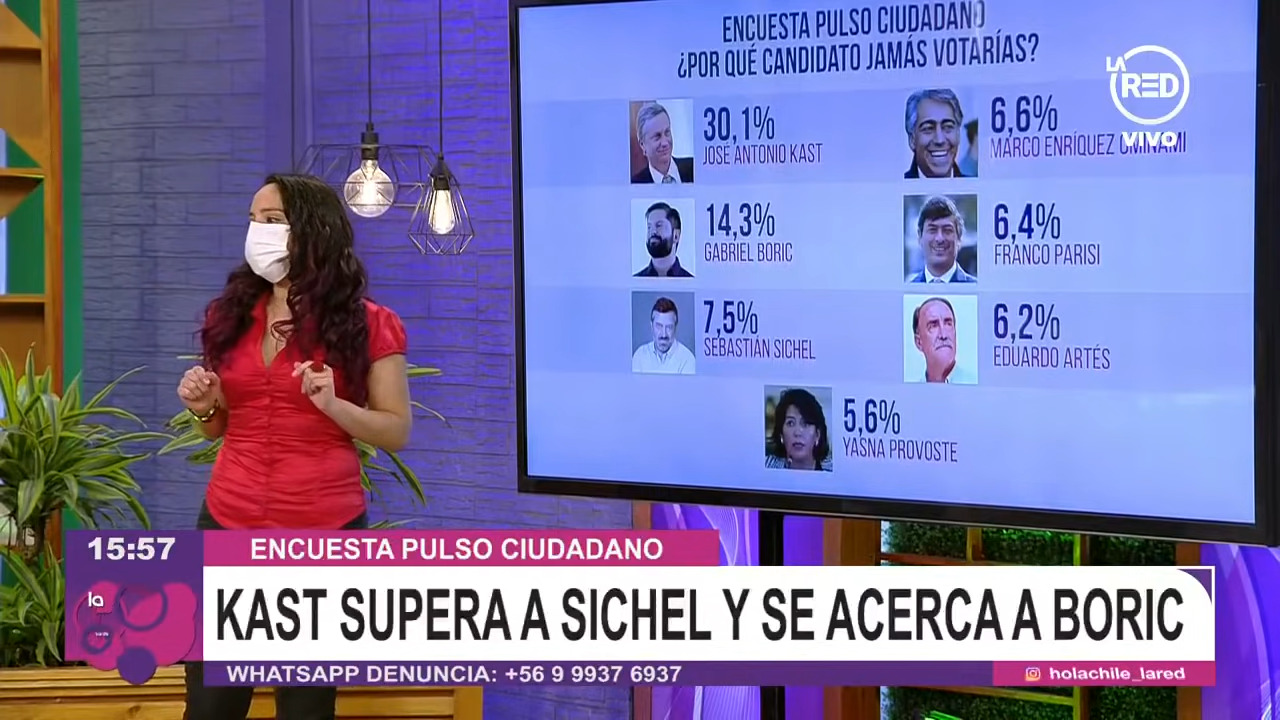 ENCUESTA PULSO CIUDADANO
¿POR QUÉ CANDIDATO JAMÁS VOTARÍAS?
LA RED
VIVO
30,1%
JOSÉ ANTONIO KAST
6,6%
MARCO ENRÍQUEZ OMINAMI
14,3%
GABRIEL BORIC
6,4%
FRANCO PARISI
7,5%
SEBASTIÁN SICHEL
6,2%
EDUARDO ARTÉS
5,6%
YASNA PROVOSTE
15:57
ENCUESTA PULSO CIUDADANO
la
KAST SUPERA A SICHEL Y SE ACERCA A BORIC
WHATSAPP DENUNCIA: +56 9 9937 6937
holachile_lared